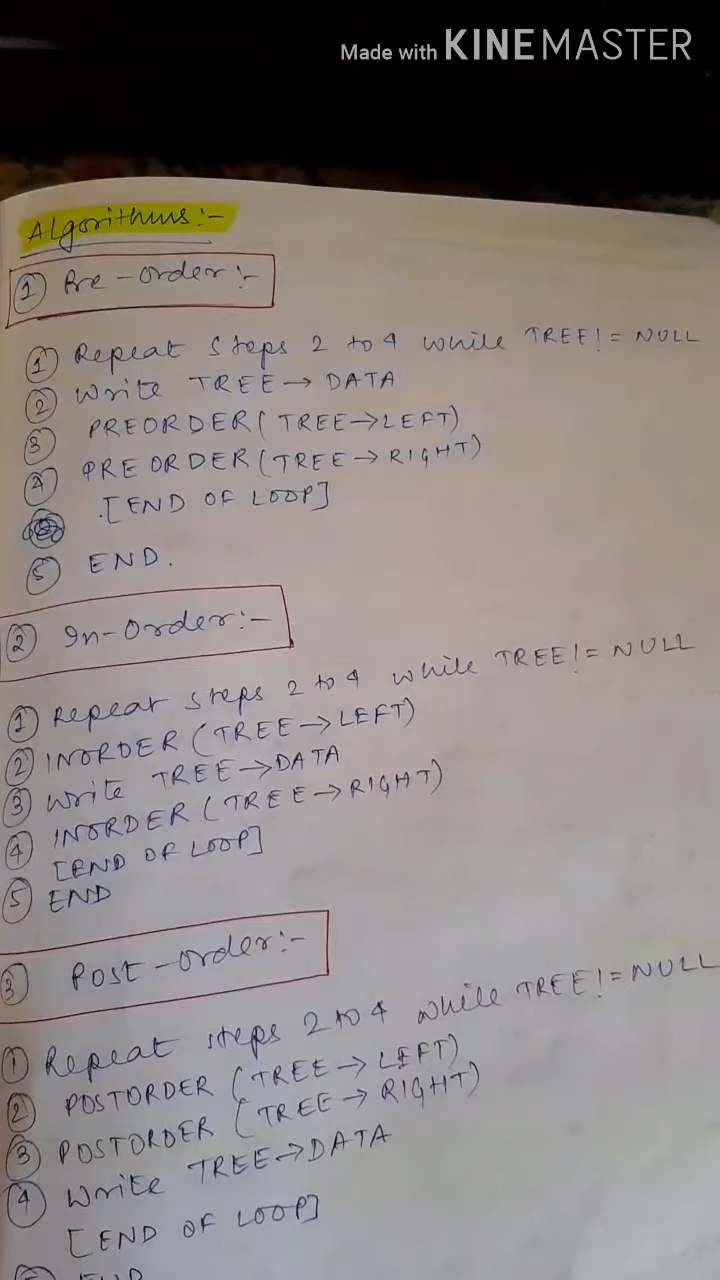 Made with KINEMASTER
Algorithms:-
① Pre-order:-
① Repeat steps 2 to 4 while TREE!= NULL
② Write TREE→DATA
③ PREORDER(TREE→LEFT)
④ PREORDER(TREE→RIGHT)
.[END OF LOOP]
⑤ END.
② In-order:-
① Repeat steps 2 to 4 while TREE!= NULL
② INORDER(TREE→LEFT)
③ Write TREE→DATA
④ INORDER(TREE→RIGHT)
[END OF LOOP]
⑤ END
③ Post-order:-
① Repeat steps 2 to 4 while TREE!=NULL
② POSTORDER(TREE→LEFT)
③ POSTORDER(TREE→RIGHT)
④ Write TREE→DATA
[END OF LOOP]
⑤ END